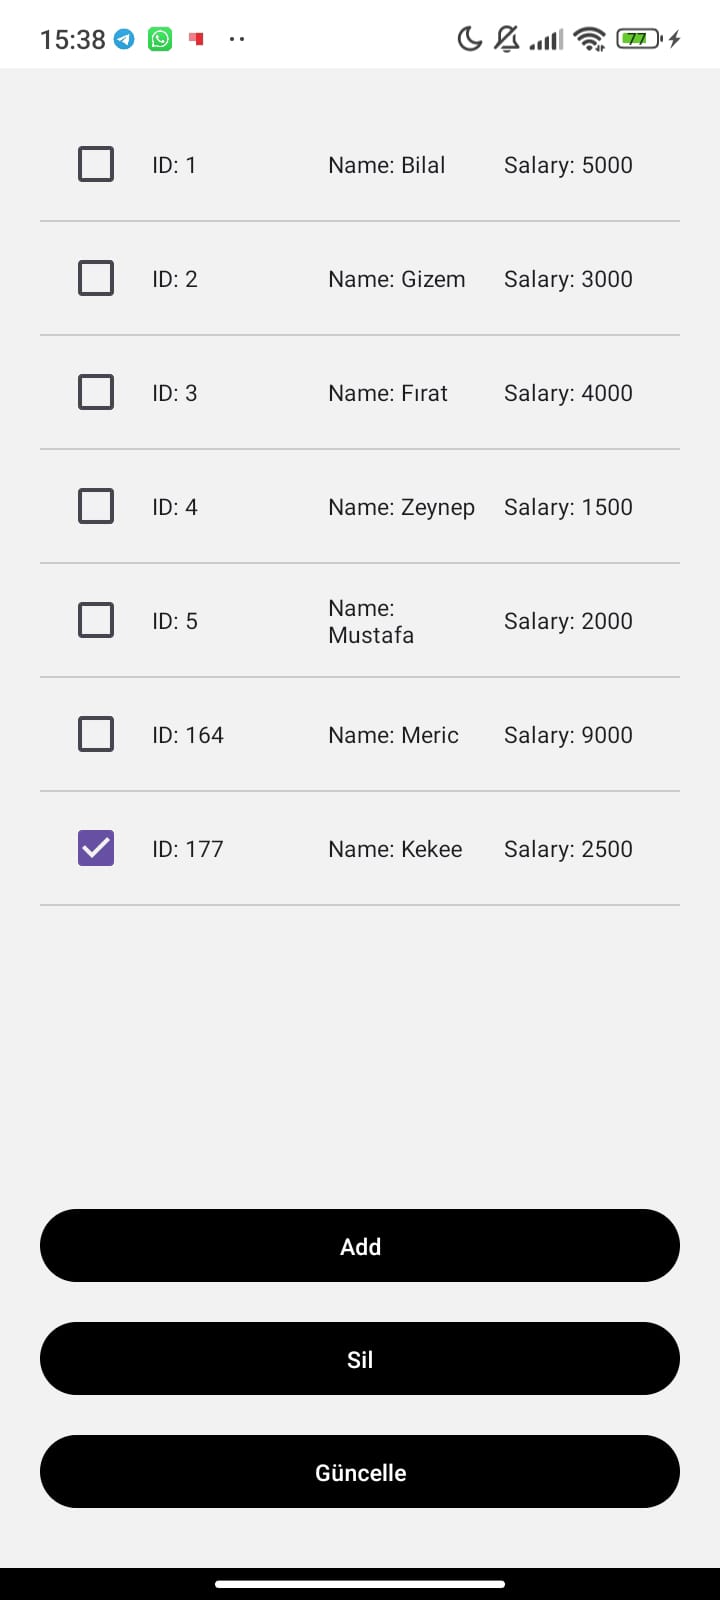 15:38
77
ID: 1 Name: Bilal Salary: 5000
ID: 2 Name: Gizem Salary: 3000
ID: 3 Name: Fırat Salary: 4000
ID: 4 Name: Zeynep Salary: 1500
ID: 5 Name: Mustafa Salary: 2000
ID: 164 Name: Meric Salary: 9000
ID: 177 Name: Kekee Salary: 2500
Add
Sil
Güncelle